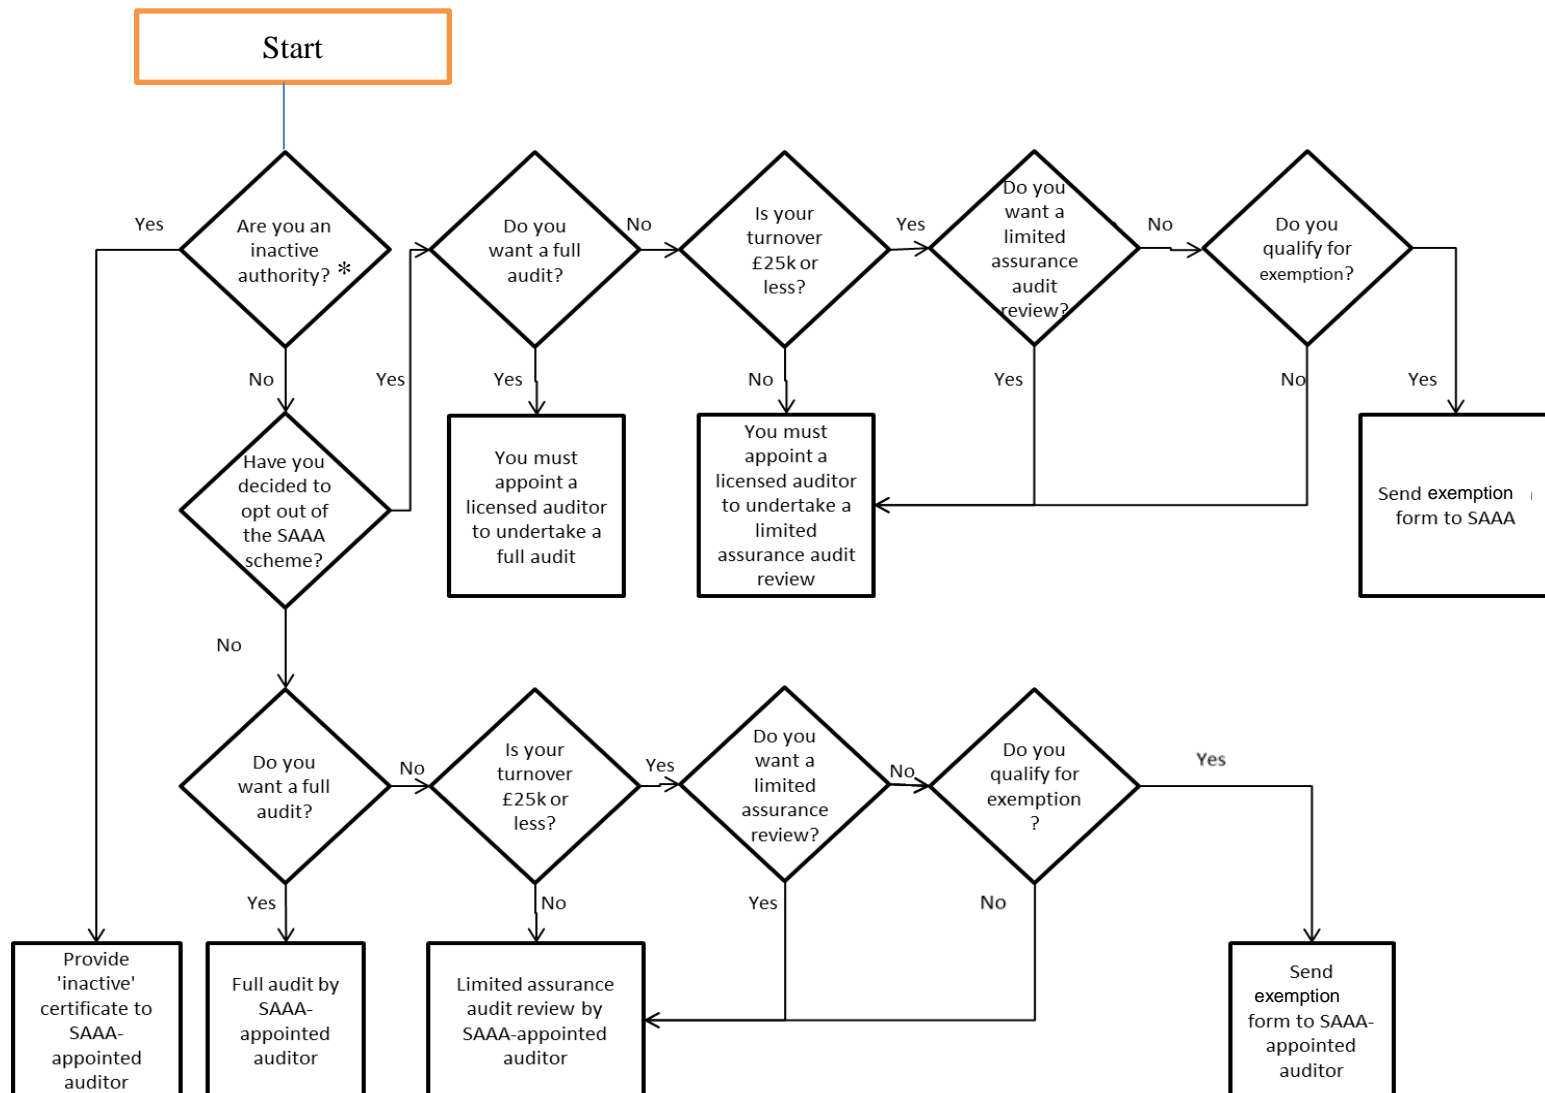 Start
Yes
Are you an
inactive
authority? *
Do you
want a full
audit?
No
Is your
turnover
£25k or
less?
Yes
Do you
want a
limited
assurance
audit
review?
No
Do you
qualify for
exemption?
No
Yes
Yes
No
Yes
No
Yes
Have you
decided to
opt out of
the SAAA
scheme?
You must
appoint a
licensed auditor
to undertake a
full audit
You must
appoint a
licensed auditor
to undertake a
limited
assurance audit
review
Send exemption
form to SAAA
No
Do you
want a full
audit?
No
Is your
turnover
£25k or
less?
Yes
Do you
want a
limited
assurance
review?
No
Do you
qualify for
exemption
?
Yes
Yes
No
Yes
No
Provide
'inactive'
certificate to
SAAA-
appointed
auditor
Full audit by
SAAA-
appointed
auditor
Limited assurance
audit review by
SAAA-appointed
auditor
Send
exemption
form to SAAA-
appointed
auditor